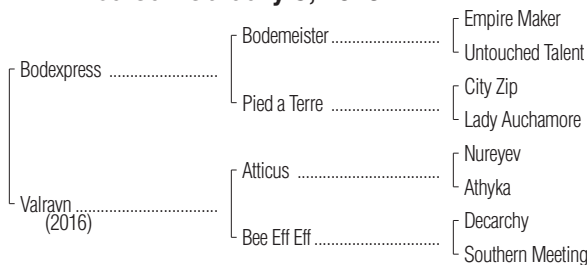 Empire Maker
Bodemeister
Untouched Talent
Bodexpress
City Zip
Pied a Terre
Lady Auchamore
Nureyev
Atticus
Athyka
Valravn
(2016)
Decarchy
Bee Eff Eff
Southern Meeting